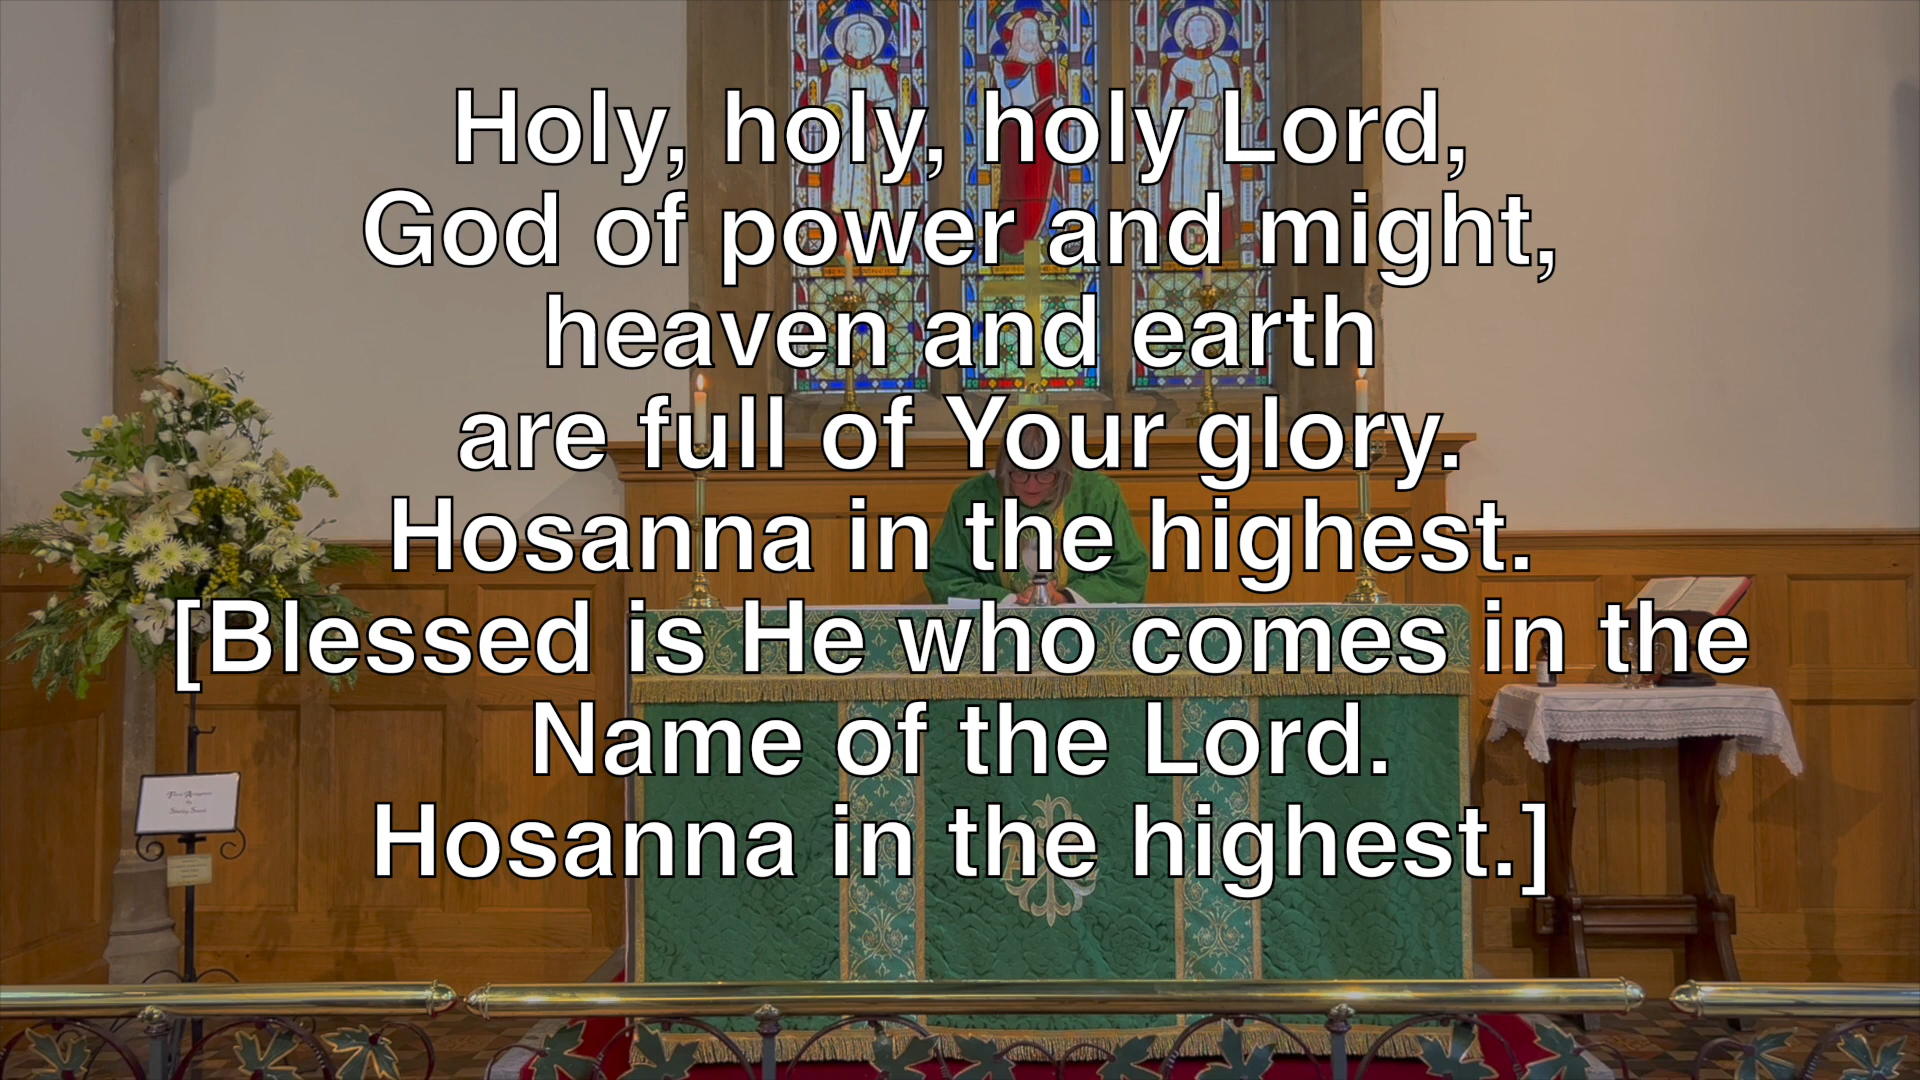 Holy, holy, holy Lord,
God of power and might,
heaven and earth
are full of Your glory.
Hosanna in the highest.
[Blessed is He who comes in the
Name of the Lord.
Hosanna in the highest.]